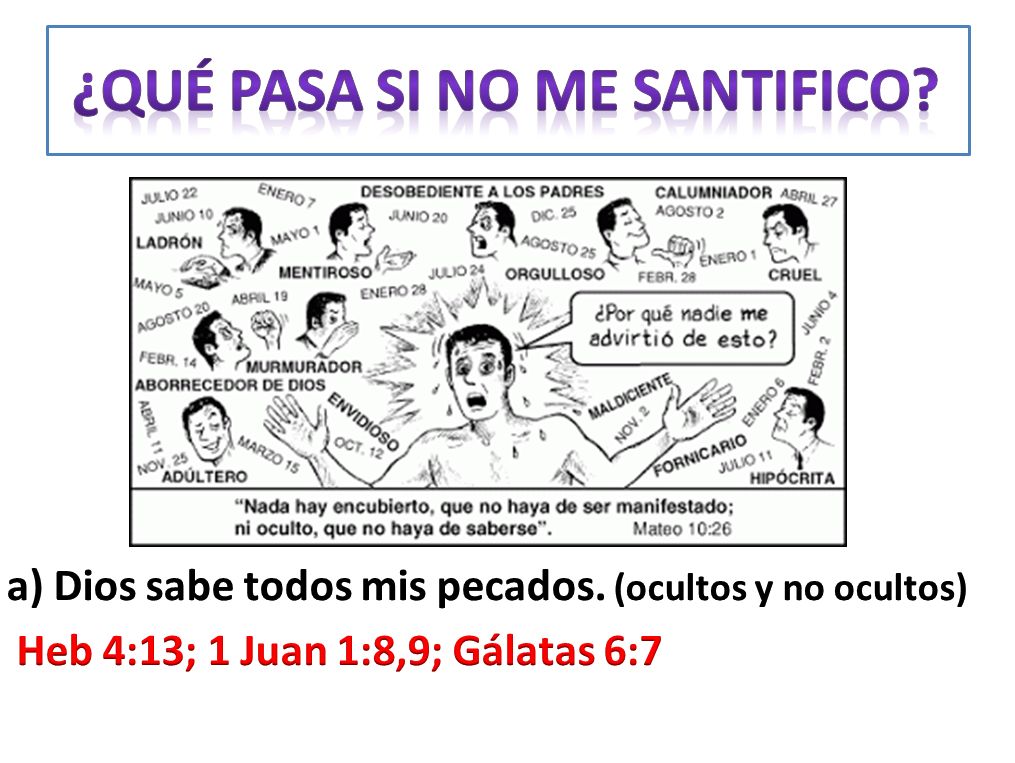 ¿QUÉ PASA SI NO ME SANTIFICO?
JULIO 22
ENERO 7
DESOBEDIENTE A LOS PADRES
CALUMNIADOR
ABRIL 27
JUNIO 10
JUNIO 20
DIC. 25
AGOSTO 2
LADRÓN
MAYO 1
AGOSTO 25
ENERO 1
MENTIROSO
JULIO 24
ORGULLOSO
FEBR. 28
CRUEL
MAYO 5
ABRIL 19
ENERO 28
JUNIO 4
AGOSTO 20
¿Por qué nadie me
advirtió de esto?
FEBR. 14
MURMURADOR
FEBR. 2
ABORRECEDOR DE DIOS
ENVIDIOSO
MALDICIENTE
ENERO 6
ABRIL 11
MARZO 15
OCT. 12
NOV. 2
FORNICARIO
NOV. 25
JULIO 11
ADÚLTERO
HIPÓCRITA
“Nada hay encubierto, que no haya de ser manifestado;
ni oculto, que no haya de saberse”. Mateo 10:26
a) Dios sabe todos mis pecados. (ocultos y no ocultos)
Heb 4:13; 1 Juan 1:8,9; Gálatas 6:7